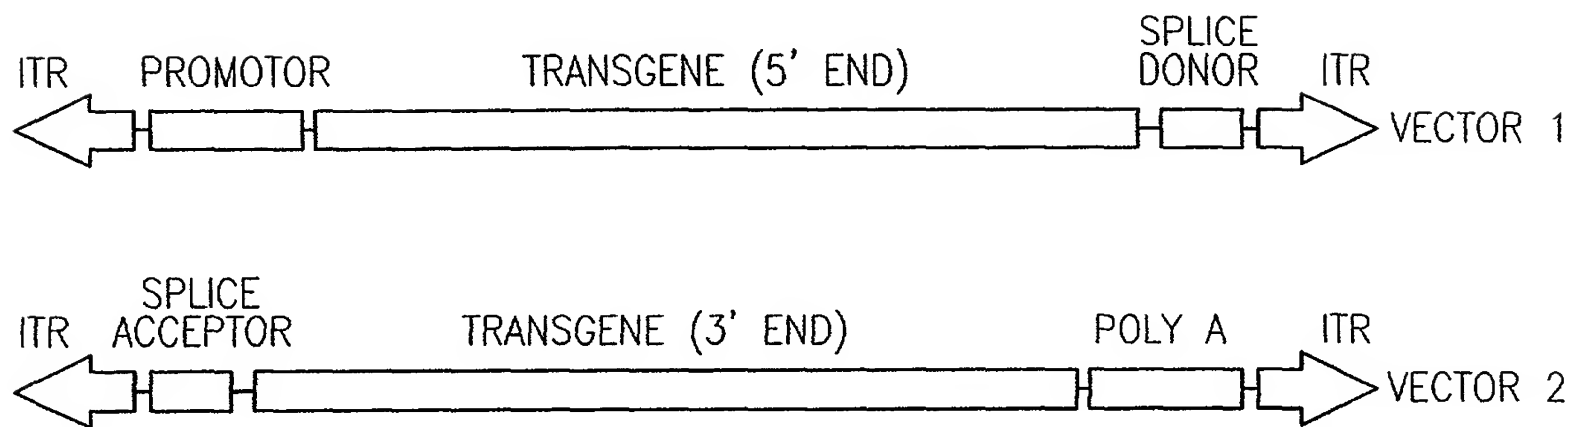 SPLICE
ITR PROMOTOR TRANSGENE (5' END) DONOR ITR
VECTOR 1
SPLICE
ITR ACCEPTOR TRANSGENE (3' END) POLY A ITR
VECTOR 2